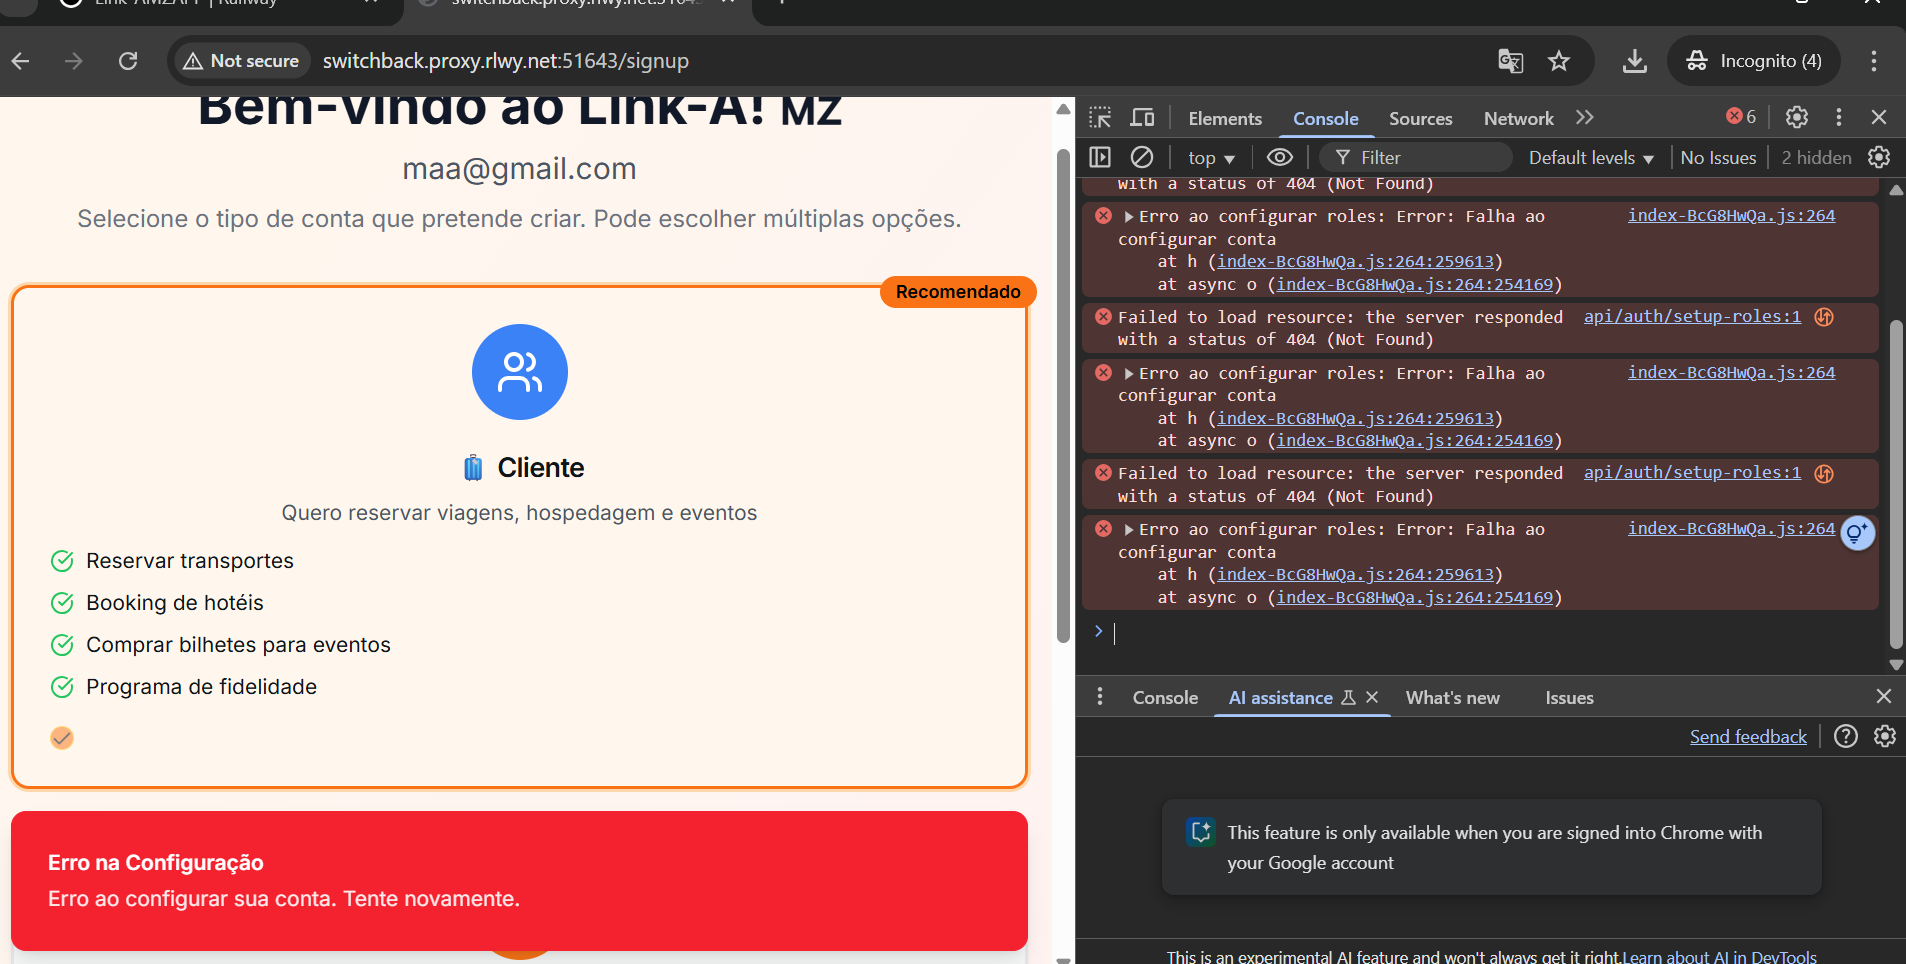 Link-AMZAPP | Railway
switchback.proxy.rlwy.net:5164
Not secure
switchback.proxy.rlwy.net:51643/signup
Incognito (4)
Bem-vindo ao Link-A! MZ
maa@gmail.com
Selecione o tipo de conta que pretende criar. Pode escolher múltiplas opções.
Recomendado
Cliente
Quero reservar viagens, hospedagem e eventos
Reservar transportes
Booking de hotéis
Comprar bilhetes para eventos
Programa de fidelidade
Erro na Configuração
Erro ao configurar sua conta. Tente novamente.
Elements
Console
Sources
Network
6
top
Filter
Default levels
No Issues
2 hidden
with a status of 404 (Not Found)
Erro ao configurar roles: Error: Falha ao index-BcG8HwQa.js:264
configurar conta
at h (index-BcG8HwQa.js:264:259613)
at async o (index-BcG8HwQa.js:264:254169)
Failed to load resource: the server responded api/auth/setup-roles:1
with a status of 404 (Not Found)
Erro ao configurar roles: Error: Falha ao index-BcG8HwQa.js:264
configurar conta
at h (index-BcG8HwQa.js:264:259613)
at async o (index-BcG8HwQa.js:264:254169)
Failed to load resource: the server responded api/auth/setup-roles:1
with a status of 404 (Not Found)
Erro ao configurar roles: Error: Falha ao index-BcG8HwQa.js:264
configurar conta
at h (index-BcG8HwQa.js:264:259613)
at async o (index-BcG8HwQa.js:264:254169)
Console
AI assistance
What's new
Issues
Send feedback
This feature is only available when you are signed into Chrome with
your Google account
This is an experimental AI feature and won't always get it right. Learn about AI in DevTools